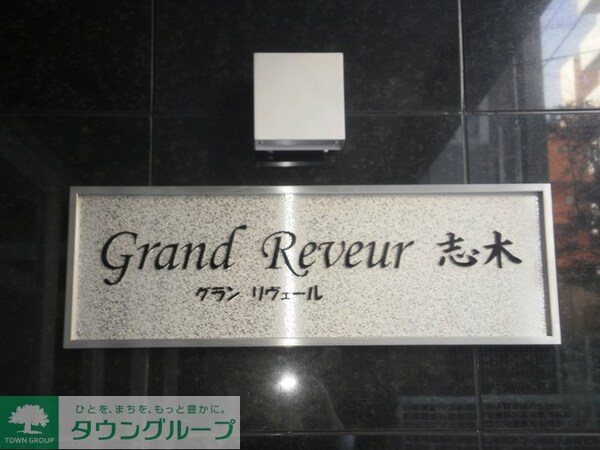 Grand Reveur 志木
グラン リヴェール
ひとを、まちを、もっと豊かに。
タウングループ
TOWN GROUP